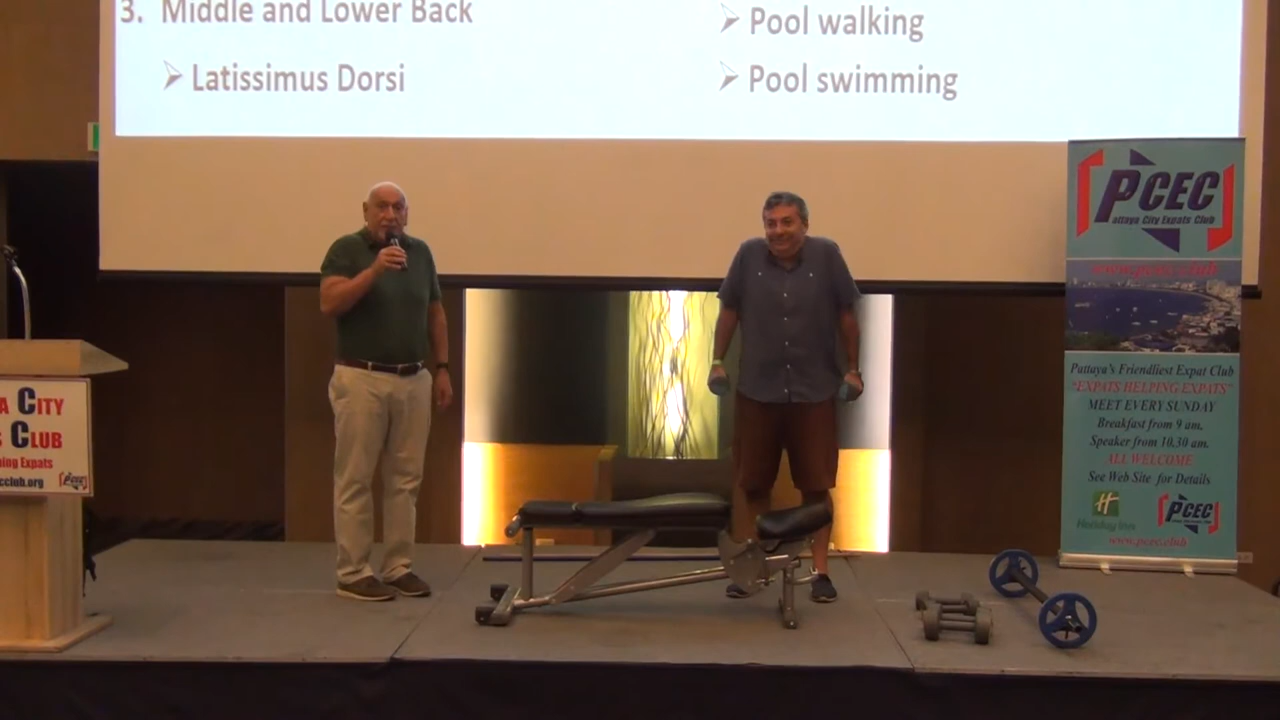 3. Middle and Lower Back
➢ Latissimus Dorsi
➢ Pool walking
➢ Pool swimming
A CITY
S CLUB
ning Expats
cclub.org
PCEC
Pattaya City Expats Club
www.pcec.club
Pattaya's Friendliest Expat Club
"EXPATS HELPING EXPATS"
MEET EVERY SUNDAY
Breakfast from 9 am.
Speaker from 10.30 am.
ALL WELCOME
See Web Site for Details
Holiday Inn
PCEC
www.pcec.club